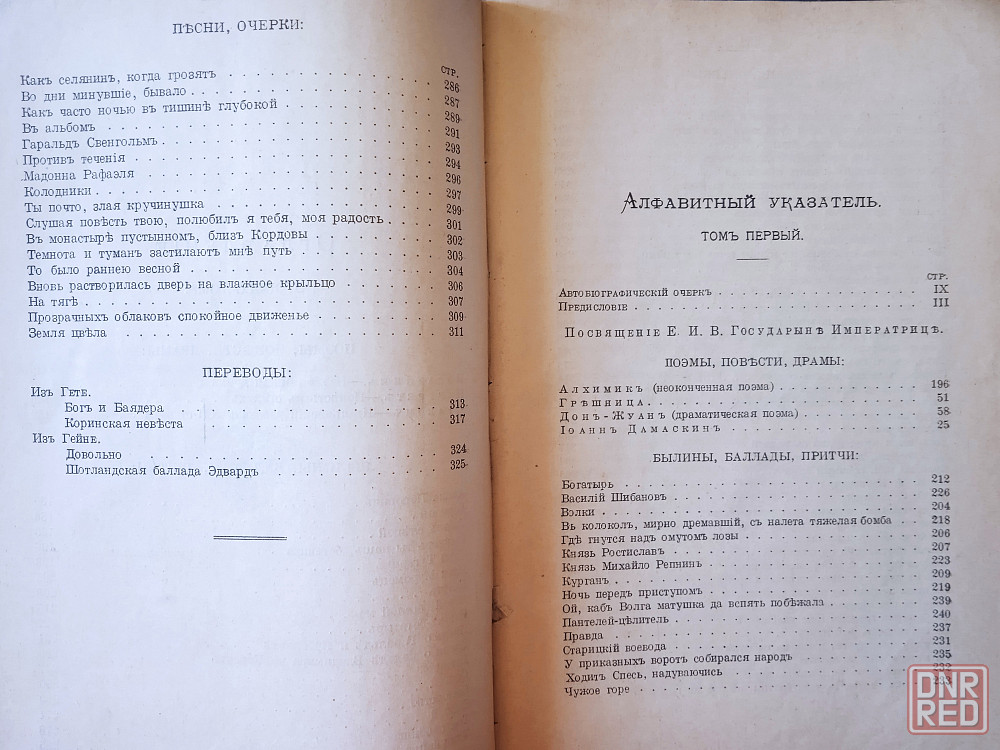 ПѢСНИ, ОЧЕРКИ:
СТР.
Какъ селянинъ, когда грозятъ 286
Во дни минувшіе, бывало 287
Какъ часто ночью въ тишинѣ глубокой 289
Въ альбомъ 291
Гаральдъ Свенгольмъ 293
Противъ теченія 294
Мадонна Рафаэля 296
Колодники 297
Ты почто, злая кручинушка 299
Слушая повѣсть твою, полюбилъ я тебя, моя радость 301
Въ монастырѣ пустынномъ, близъ Кордовы 302
Темнота и туманъ застилаютъ мнѣ путь 303
То было раннею весной 304
Вновь растворилась дверь на влажное крыльцо 306
На тягѣ 307
Прозрачныхъ облаковъ спокойное движенье 309
Земля цвѣла 311
ПЕРЕВОДЫ:
Изъ Гете.
Богъ и Баядера 313
Коринская невѣста 317
Изъ Гейне.
Довольно 324
Шотландская баллада Эдвардъ 325
АЛФАВИТНЫЙ УКАЗАТЕЛЬ.
ТОМЪ ПЕРВЫЙ.
СТР.
Автобіографическій очеркъ IX
Предисловіе III
Посвященіе Е. И. В. Государынѣ Императрицѣ.
ПОЭМЫ, ПОВѢСТИ, ДРАМЫ:
Алхимикъ (неоконченная поэма) 196
Грѣшница 51
Донъ-Жуанъ (драматическая поэма) 58
Іоаннъ Дамаскинъ 25
БЫЛИНЫ, БАЛЛАДЫ, ПРИТЧИ:
Богатырь 212
Василій Шибановъ 226
Волки 204
Въ колоколъ, мирно дремавшій, съ налета тяжелая бомба 218
Гдѣ гнутся надъ омутомъ лозы 206
Князь Ростиславъ 207
Князь Михайло Репнинъ 223
Курганъ 209
Ночь передъ приступомъ 219
Ой, кабъ Волга матушка да вспять побѣжала 239
Пантелей-цѣлитель 240
Правда 237
Старицкій воевода 231
У приказныхъ воротъ собирался народъ 235
Ходитъ Спесь, надуваючись 232
Чужое горе 233
DNR
RED